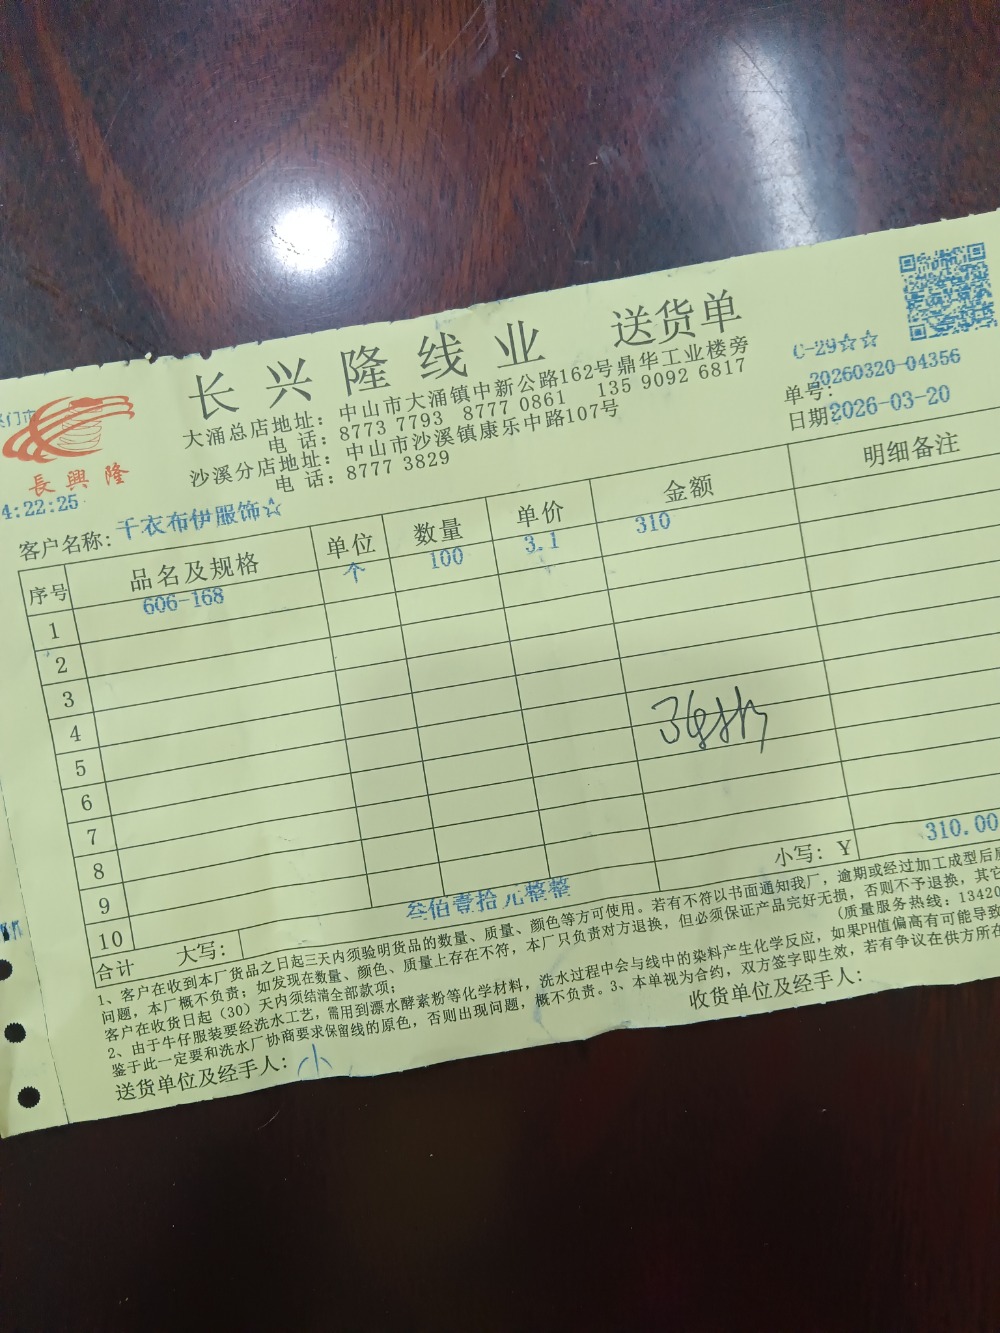 长兴隆线业 送货单
C-29☆☆
大涌总店地址：中山市大涌镇中新公路162号鼎华工业楼旁
电 话：8773 7793 8777 0861 135 9092 6817
沙溪分店地址：中山市沙溪镇康乐中路107号
电 话：8777 3829
長興隆
单号：20260320-04356
日期2026-03-20
4:22:25
客户名称：千衣布伊服饰☆
序号 品名及规格 单位 数量 单价 金额 明细备注
1 606-168 个 100 3.1 310
2
3
4
5
6
7
8
9
10
合计 大写：叁佰壹拾元整整 小写：Y 310.00
1、客户在收到本厂货品之日起三天内须验明货品的数量、质量、颜色等方可使用。若有不符以书面通知我厂，逾期或经过加工成型后
问题，本厂概不负责；如发现在数量、颜色、质量上存在不符，本厂只负责对方退换，但必须保证产品完好无损，否则不予退换，其它
客户在收货日起（30）天内须结清全部款项； (质量服务热线：13420
2、由于牛仔服装要经洗水工艺，需用到漂水酵素粉等化学材料，洗水过程中会与线中的染料产生化学反应，如果PH值偏高有可能导致
鉴于此一定要和洗水厂协商要求保留线的原色，否则出现问题，概不负责。3、本单视为合约，双方签字即生效，若有争议在供方所在
送货单位及经手人：小 收货单位及经手人：